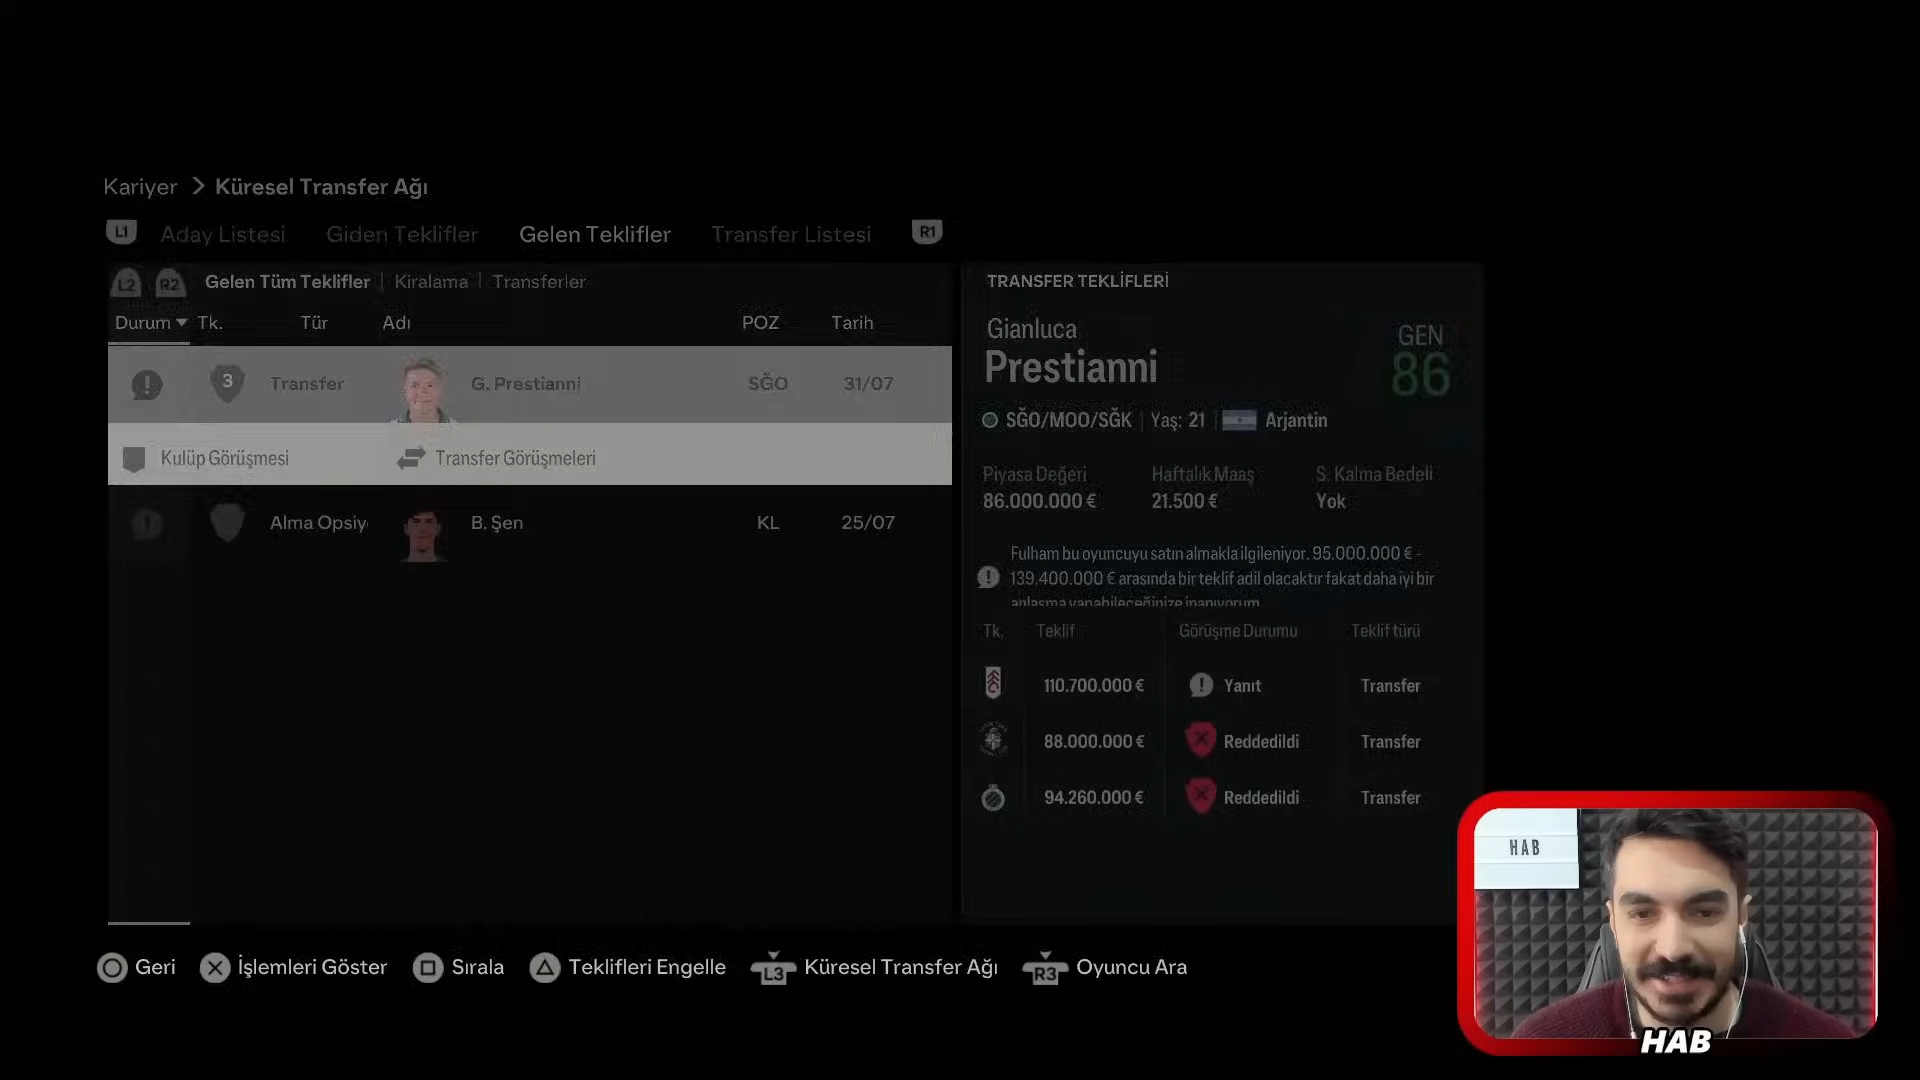 Kariyer > Küresel Transfer Ağı
L1 Aday Listesi Giden Teklifler Gelen Teklifler Transfer Listesi R1
L2 R2 Gelen Tüm Teklifler | Kiralama | Transferler
Durum Tk. Tür Adı POZ Tarih
3 Transfer G. Prestianni SĞO 31/07
Kulüp Görüşmesi Transfer Görüşmeleri
Alma Opsiy B. Şen KL 25/07
TRANSFER TEKLİFLERİ
Gianluca
Prestianni
GEN
86
SĞO/MOO/SĞK | Yaş: 21 | Arjantin
Piyasa Değeri Haftalık Maaş S. Kalma Bedeli
86.000.000 € 21.500 € Yok
Fulham bu oyuncuyu satın almakla ilgileniyor. 95.000.000 € -
139.400.000 € arasında bir teklif adil olacaktır fakat daha iyi bir
anlaşma yapabileceğinize inanıyorum.
Tk. Teklif Görüşme Durumu Teklif türü
110.700.000 € Yanıt Transfer
88.000.000 € Reddedildi Transfer
94.260.000 € Reddedildi Transfer
Geri İşlemleri Göster Sırala Teklifleri Engelle L3 Küresel Transfer Ağı R3 Oyuncu Ara
HAB
HAB